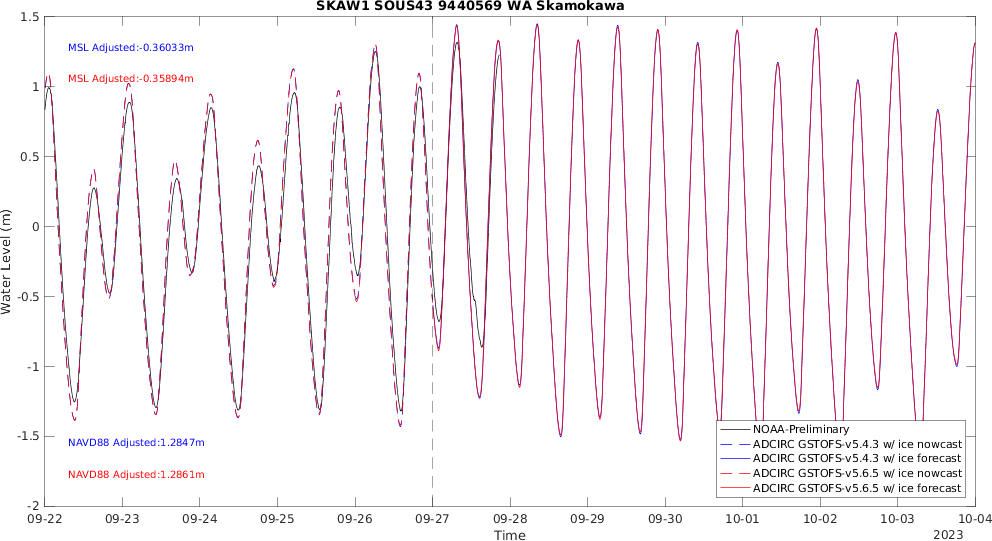 SKAW1 SOUS43 9440569 WA Skamokawa
MSL Adjusted:-0.36033m
MSL Adjusted:-0.35894m
NAVD88 Adjusted:1.2847m
NAVD88 Adjusted:1.2861m
Water Level (m)
1.5
1
0.5
0
-0.5
-1
-1.5
-2
NOAA-Preliminary
ADCIRC GSTOFS-v5.4.3 w/ ice nowcast
ADCIRC GSTOFS-v5.4.3 w/ ice forecast
ADCIRC GSTOFS-v5.6.5 w/ ice nowcast
ADCIRC GSTOFS-v5.6.5 w/ ice forecast
09-22 09-23 09-24 09-25 09-26 09-27 09-28 09-29 09-30 10-01 10-02 10-03 10-04
Time
2023